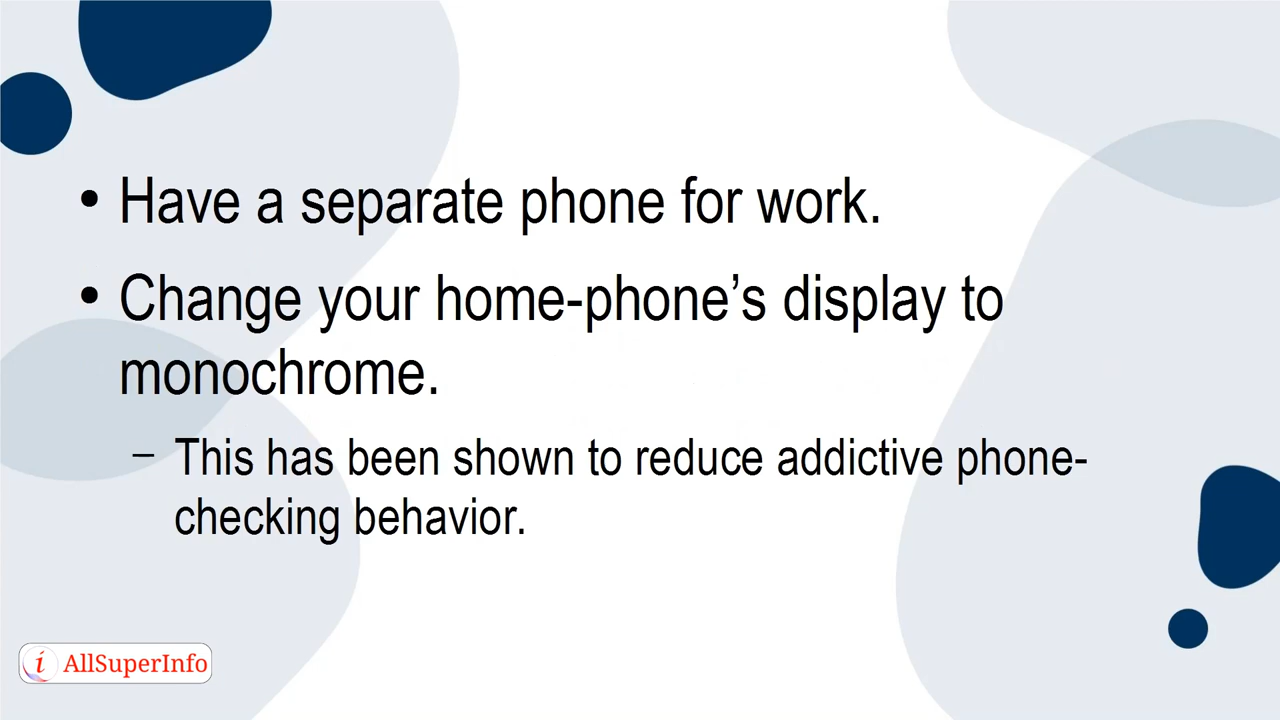 • Have a separate phone for work.
• Change your home-phone’s display to
monochrome.
– This has been shown to reduce addictive phone-
checking behavior.
i AllSuperInfo